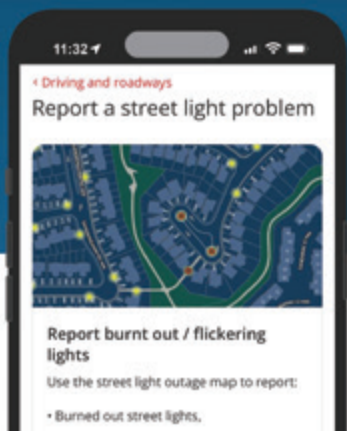 11:32
< Driving and roadways
Report a street light problem
Report burnt out / flickering
lights
Use the street light outage map to report:
• Burned out street lights,